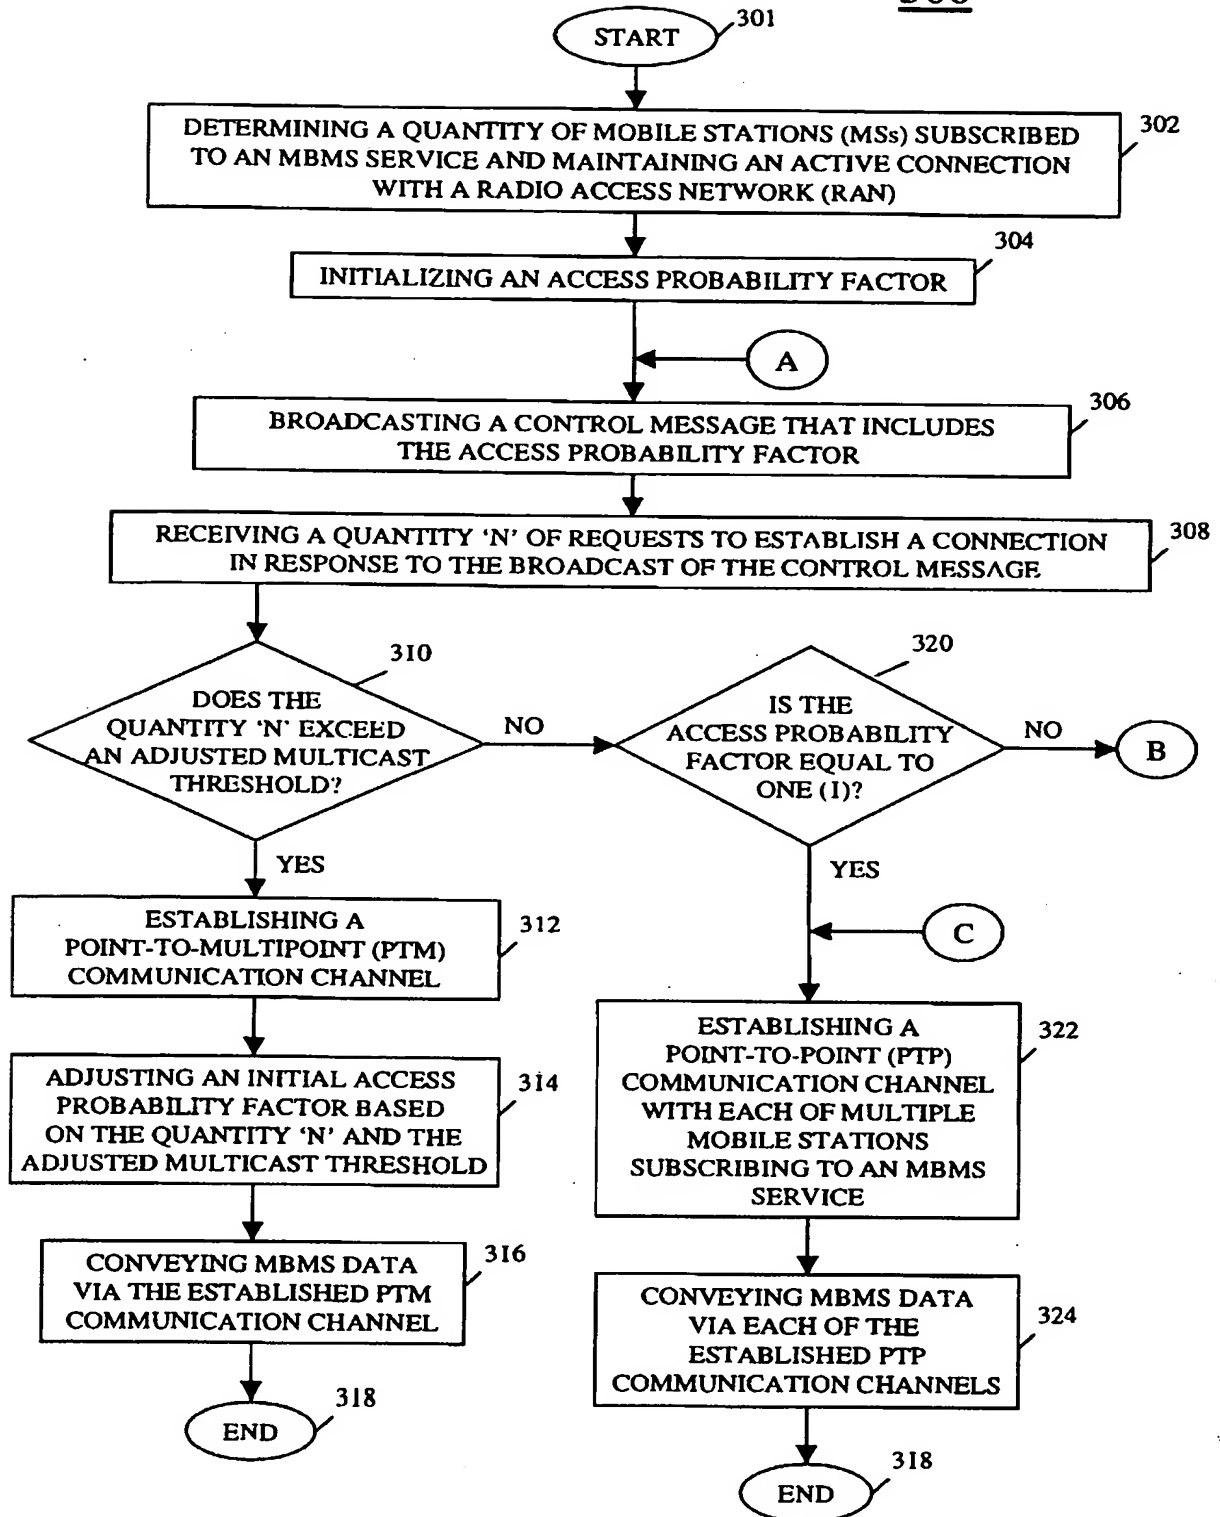 301
START
302
DETERMINING A QUANTITY OF MOBILE STATIONS (MSs) SUBSCRIBED
TO AN MBMS SERVICE AND MAINTAINING AN ACTIVE CONNECTION
WITH A RADIO ACCESS NETWORK (RAN)
304
INITIALIZING AN ACCESS PROBABILITY FACTOR
A
306
BROADCASTING A CONTROL MESSAGE THAT INCLUDES
THE ACCESS PROBABILITY FACTOR
308
RECEIVING A QUANTITY ‘N’ OF REQUESTS TO ESTABLISH A CONNECTION
IN RESPONSE TO THE BROADCAST OF THE CONTROL MESSAGE
310
DOES THE
QUANTITY ‘N’ EXCEED
AN ADJUSTED MULTICAST
THRESHOLD?
NO
320
IS THE
ACCESS PROBABILITY
FACTOR EQUAL TO
ONE (1)?
NO
B
YES
312
ESTABLISHING A
POINT-TO-MULTIPOINT (PTM)
COMMUNICATION CHANNEL
314
ADJUSTING AN INITIAL ACCESS
PROBABILITY FACTOR BASED
ON THE QUANTITY ‘N’ AND THE
ADJUSTED MULTICAST THRESHOLD
316
CONVEYING MBMS DATA
VIA THE ESTABLISHED PTM
COMMUNICATION CHANNEL
318
END
YES
C
322
ESTABLISHING A
POINT-TO-POINT (PTP)
COMMUNICATION CHANNEL
WITH EACH OF MULTIPLE
MOBILE STATIONS
SUBSCRIBING TO AN MBMS
SERVICE
324
CONVEYING MBMS DATA
VIA EACH OF THE
ESTABLISHED PTP
COMMUNICATION CHANNELS
318
END